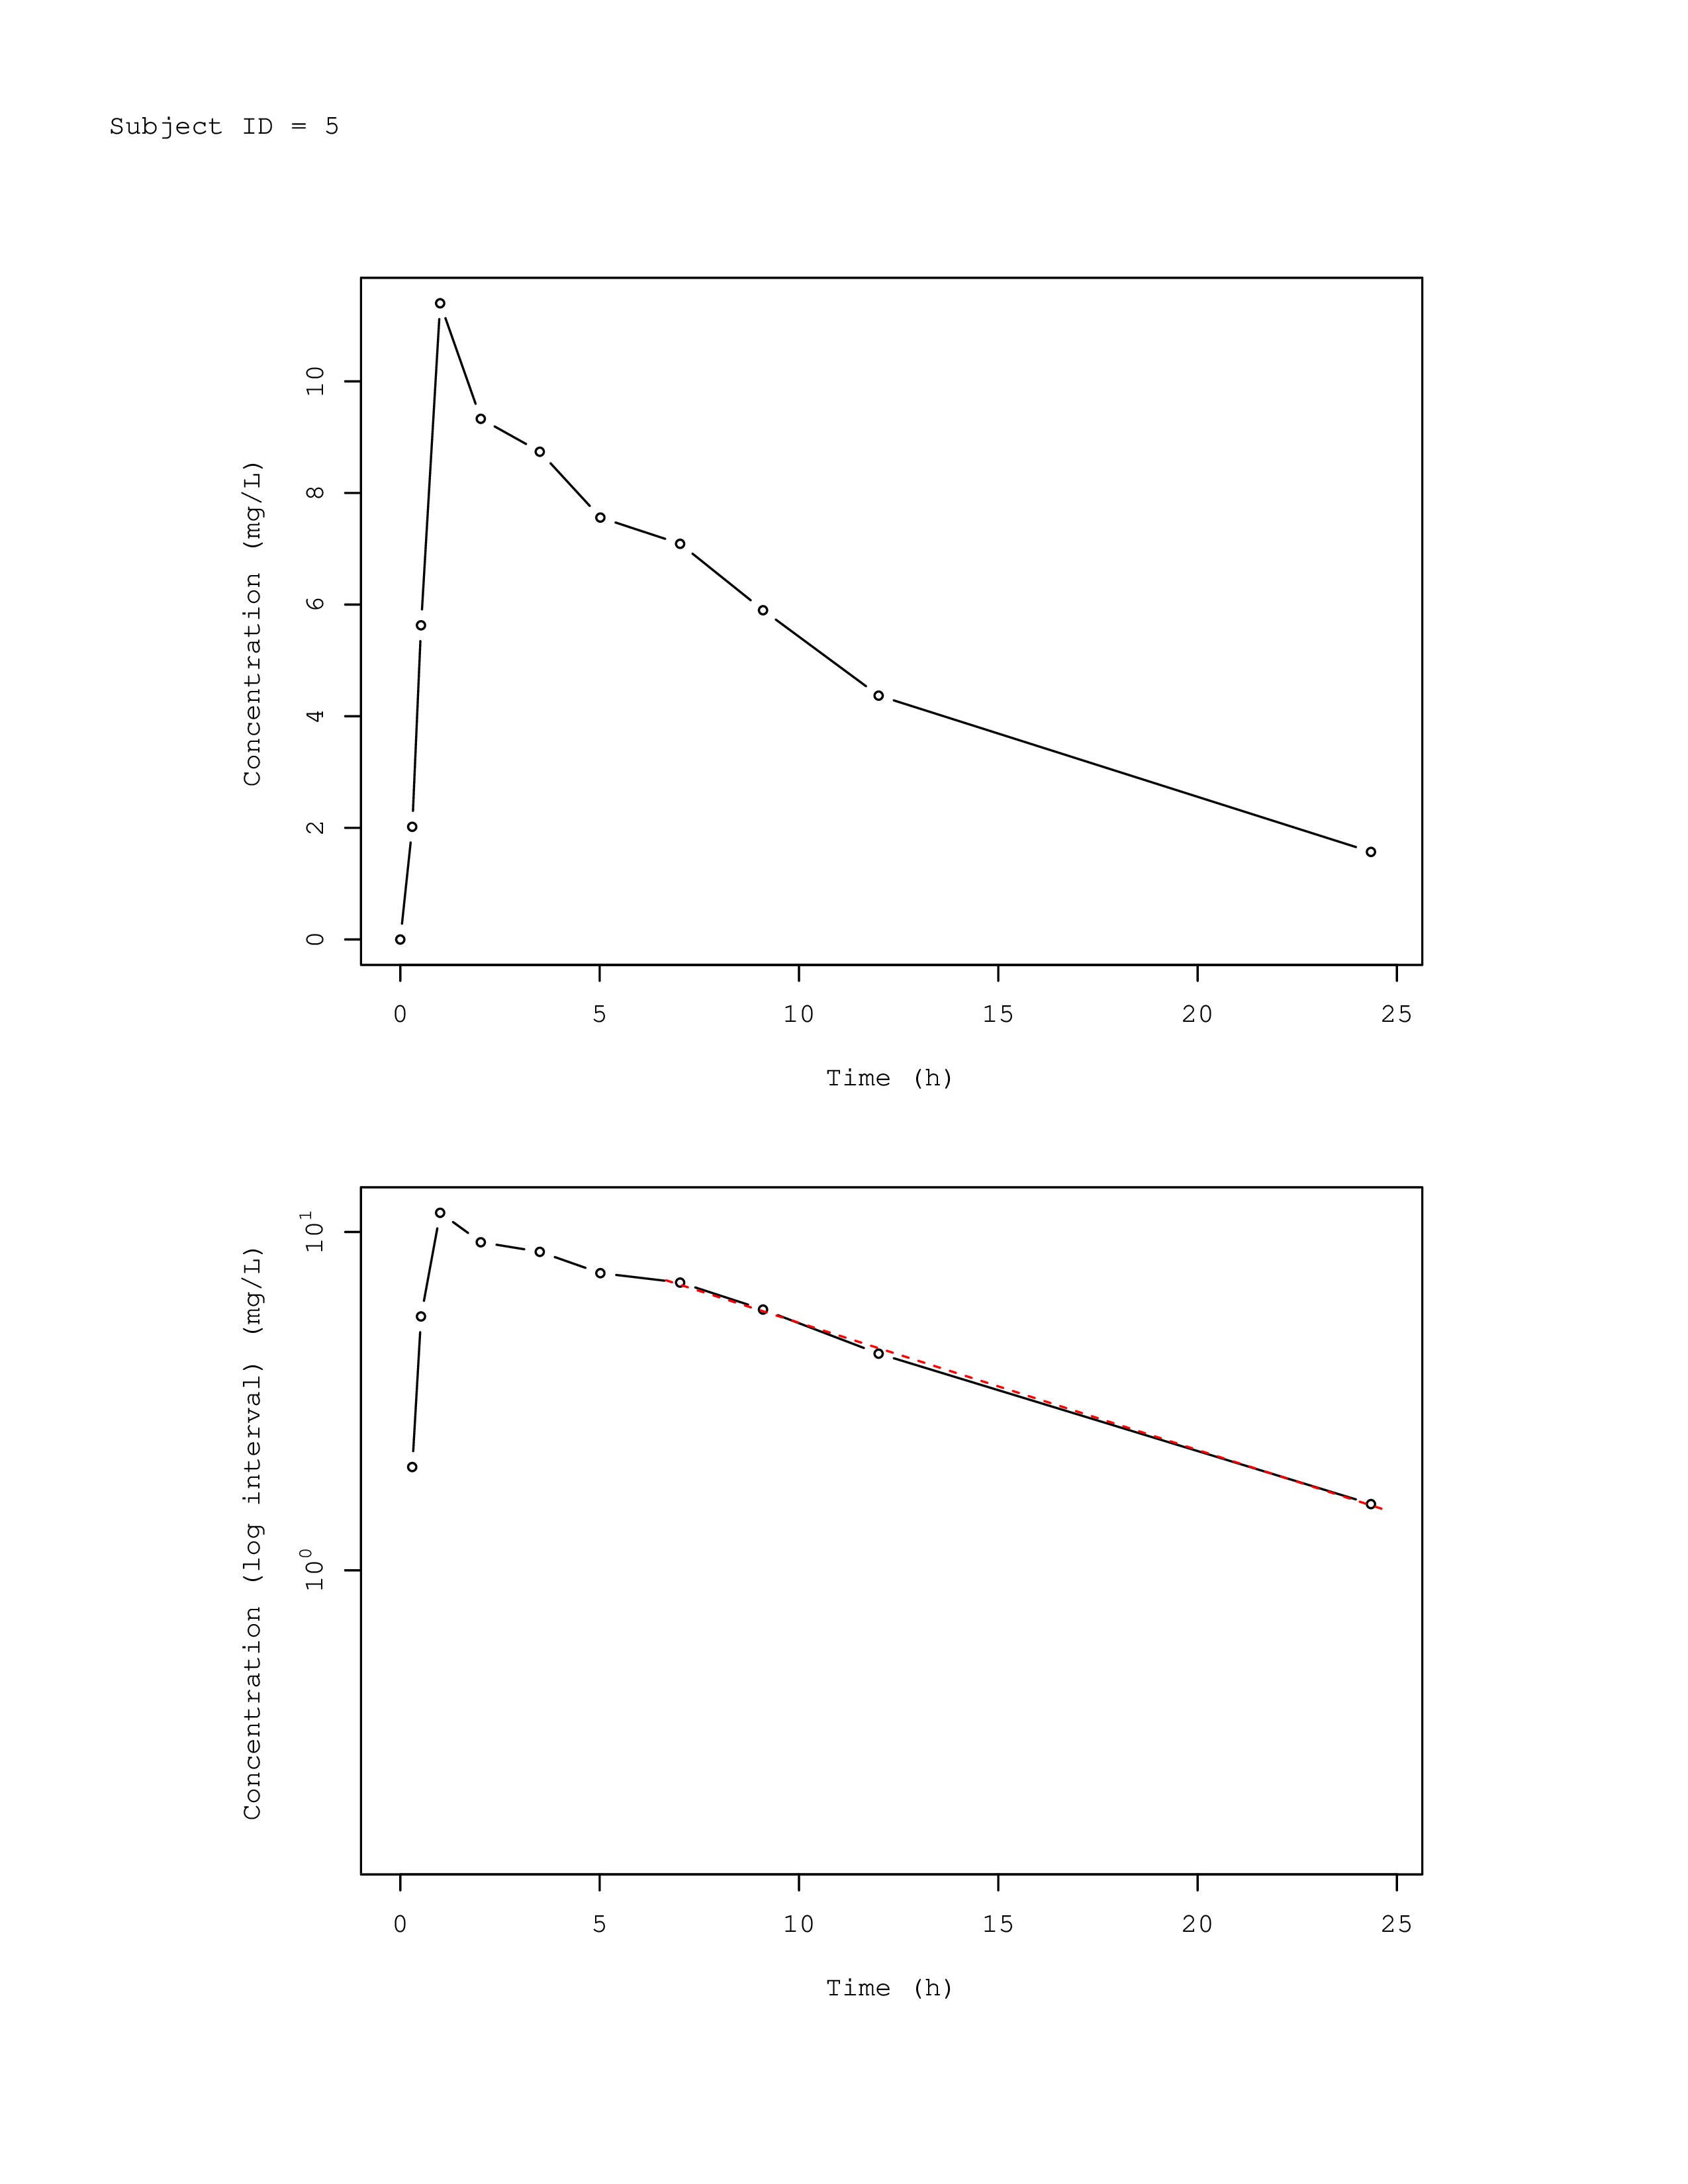 Subject ID = 5
Concentration (mg/L)
10
8
6
4
2
0
0 5 10 15 20 25
Time (h)
Concentration (log interval) (mg/L)
10¹
10⁰
0 5 10 15 20 25
Time (h)